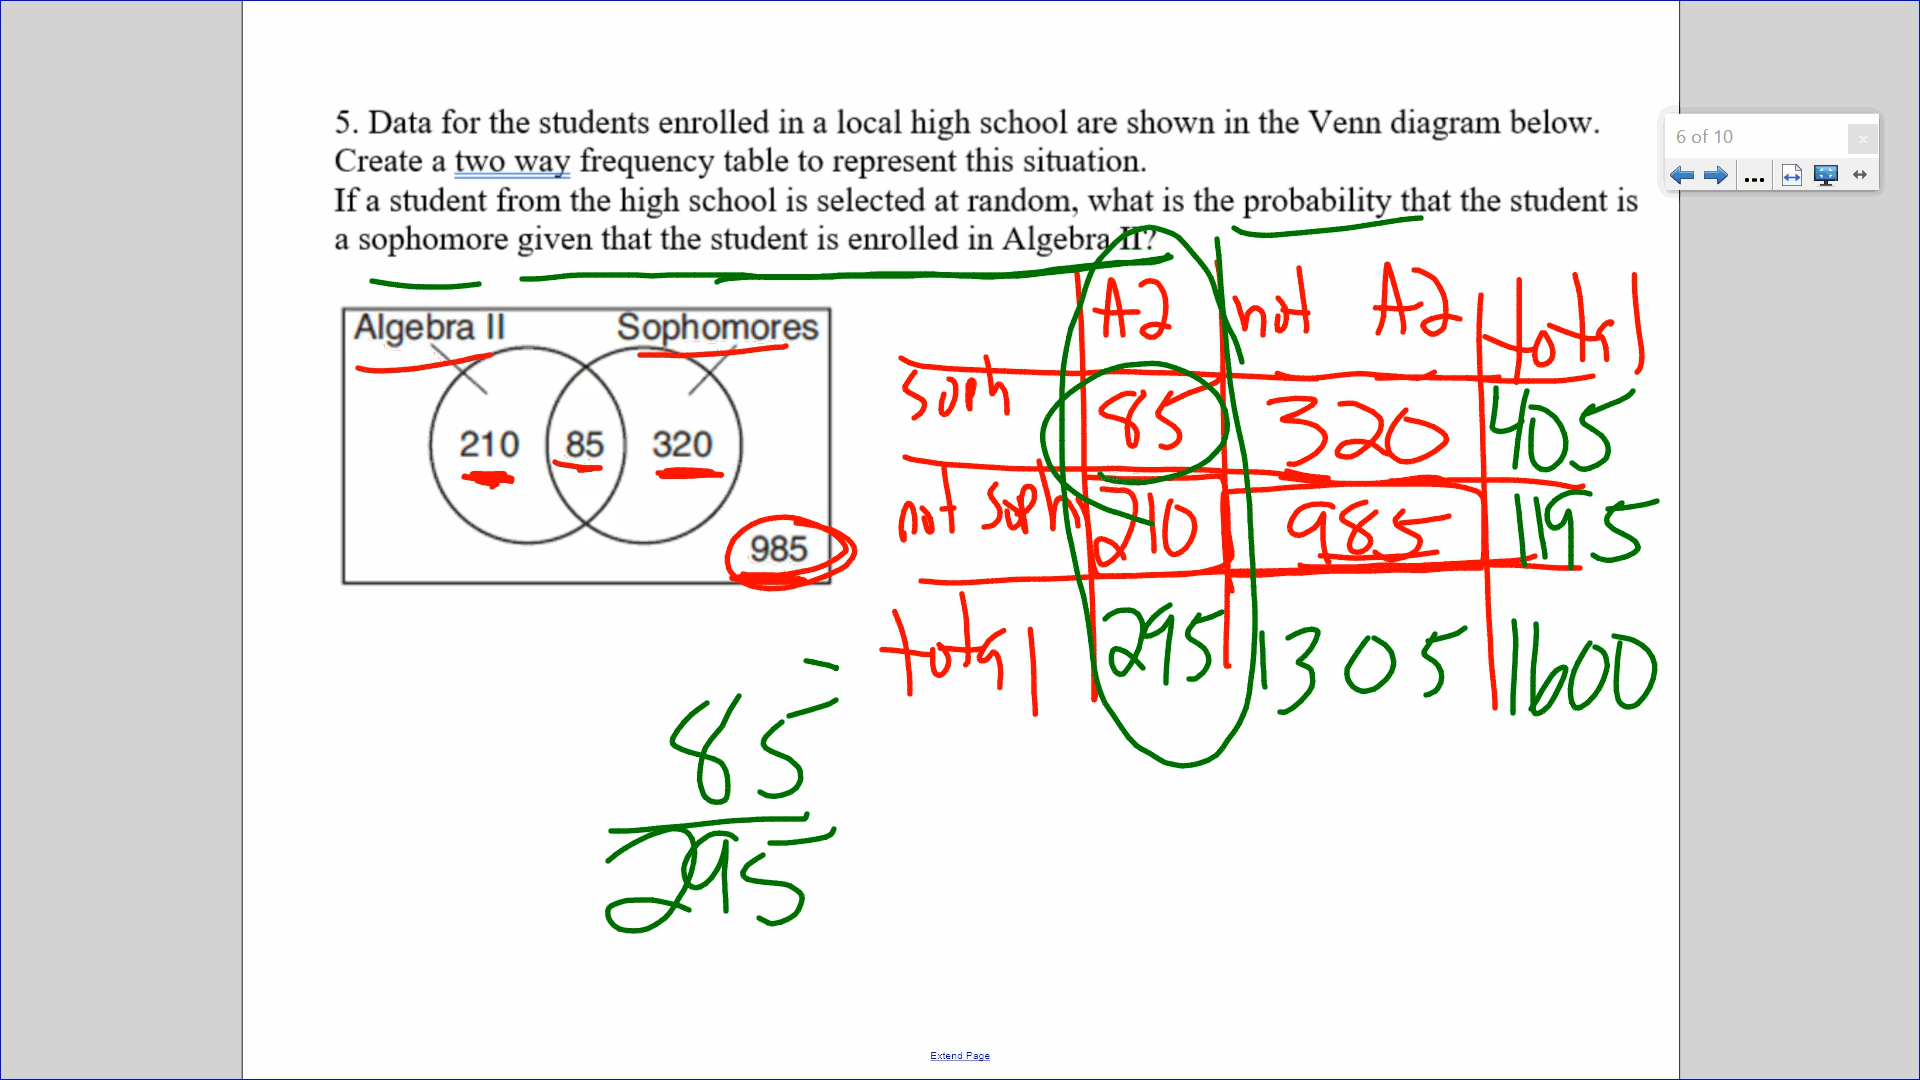 5. Data for the students enrolled in a local high school are shown in the Venn diagram below.
Create a two way frequency table to represent this situation.
If a student from the high school is selected at random, what is the probability that the student is
a sophomore given that the student is enrolled in Algebra II?
6 of 10
...
Algebra II Sophomores
210 85 320
985
A2 not A2 total
soph 85 320 405
not soph 210 985 1195
total 295 1305 1600
85
295
Extend Page